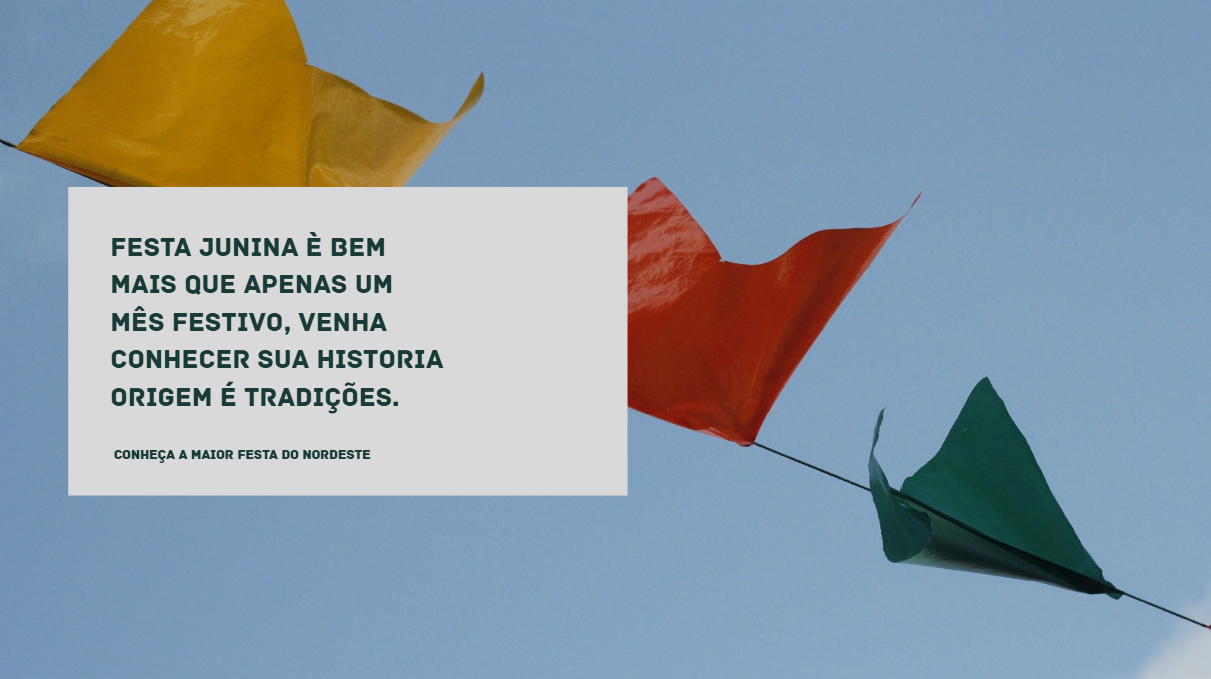 FESTA JUNINA È BEM
MAIS QUE APENAS UM
MÊS FESTIVO, VENHA
CONHECER SUA HISTORIA
ORIGEM É TRADIÇÕES.
CONHEÇA A MAIOR FESTA DO NORDESTE